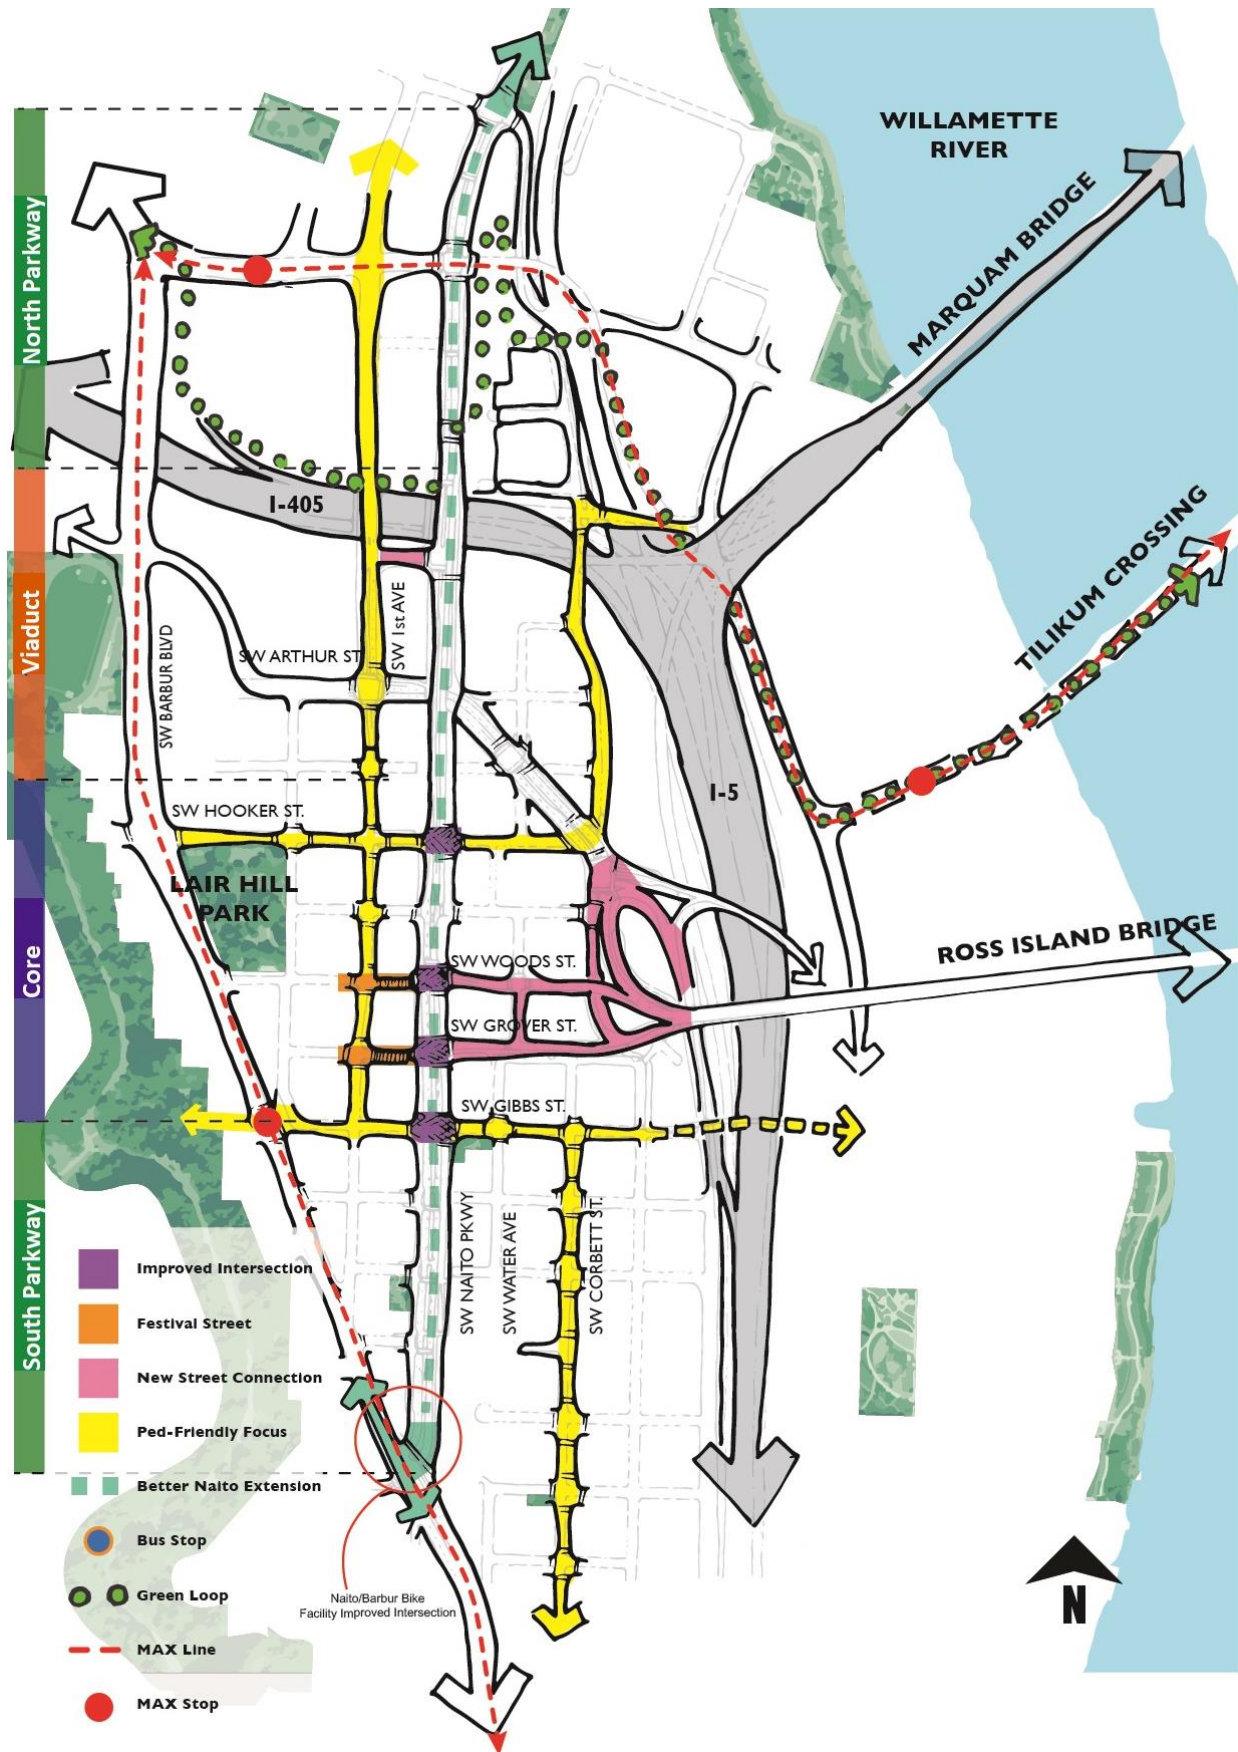 WILLAMETTE
RIVER
MARQUAM BRIDGE
North Parkway
I-405
TILIKUM CROSSING
Viaduct
SW 1st AVE
SW BARBUR BLVD
SW ARTHUR ST
I-5
SW HOOKER ST.
LAIR HILL
PARK
Core
ROSS ISLAND BRIDGE
SW WOODS ST.
SW GROVER ST.
SW GIBBS ST.
South Parkway
SW NAITO PKWY
SW WATER AVE
SW CORBETT ST.
Improved Intersection
Festival Street
New Street Connection
Ped-Friendly Focus
Better Naito Extension
Bus Stop
Green Loop
MAX Line
MAX Stop
Naito/Barbur Bike
Facility Improved Intersection
N